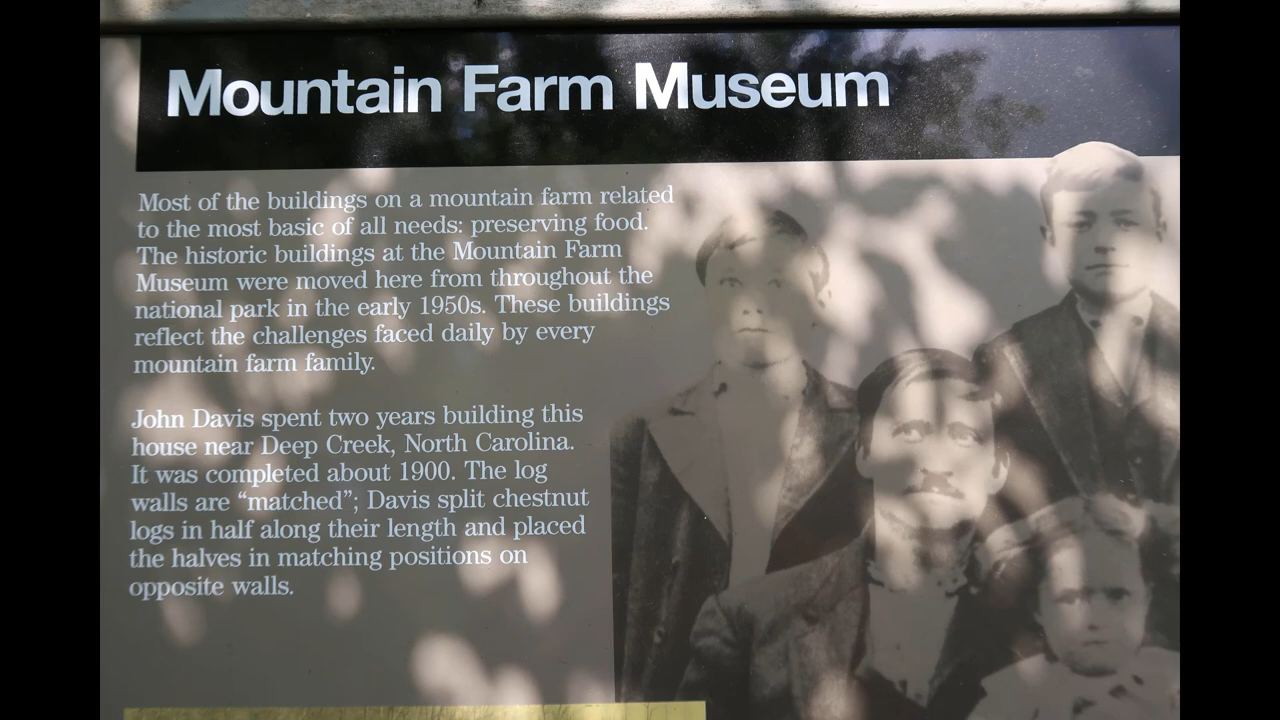 Mountain Farm Museum
Most of the buildings on a mountain farm related
to the most basic of all needs: preserving food.
The historic buildings at the Mountain Farm
Museum were moved here from throughout the
national park in the early 1950s. These buildings
reflect the challenges faced daily by every
mountain farm family.
John Davis spent two years building this
house near Deep Creek, North Carolina.
It was completed about 1900. The log
walls are “matched”; Davis split chestnut
logs in half along their length and placed
the halves in matching positions on
opposite walls.